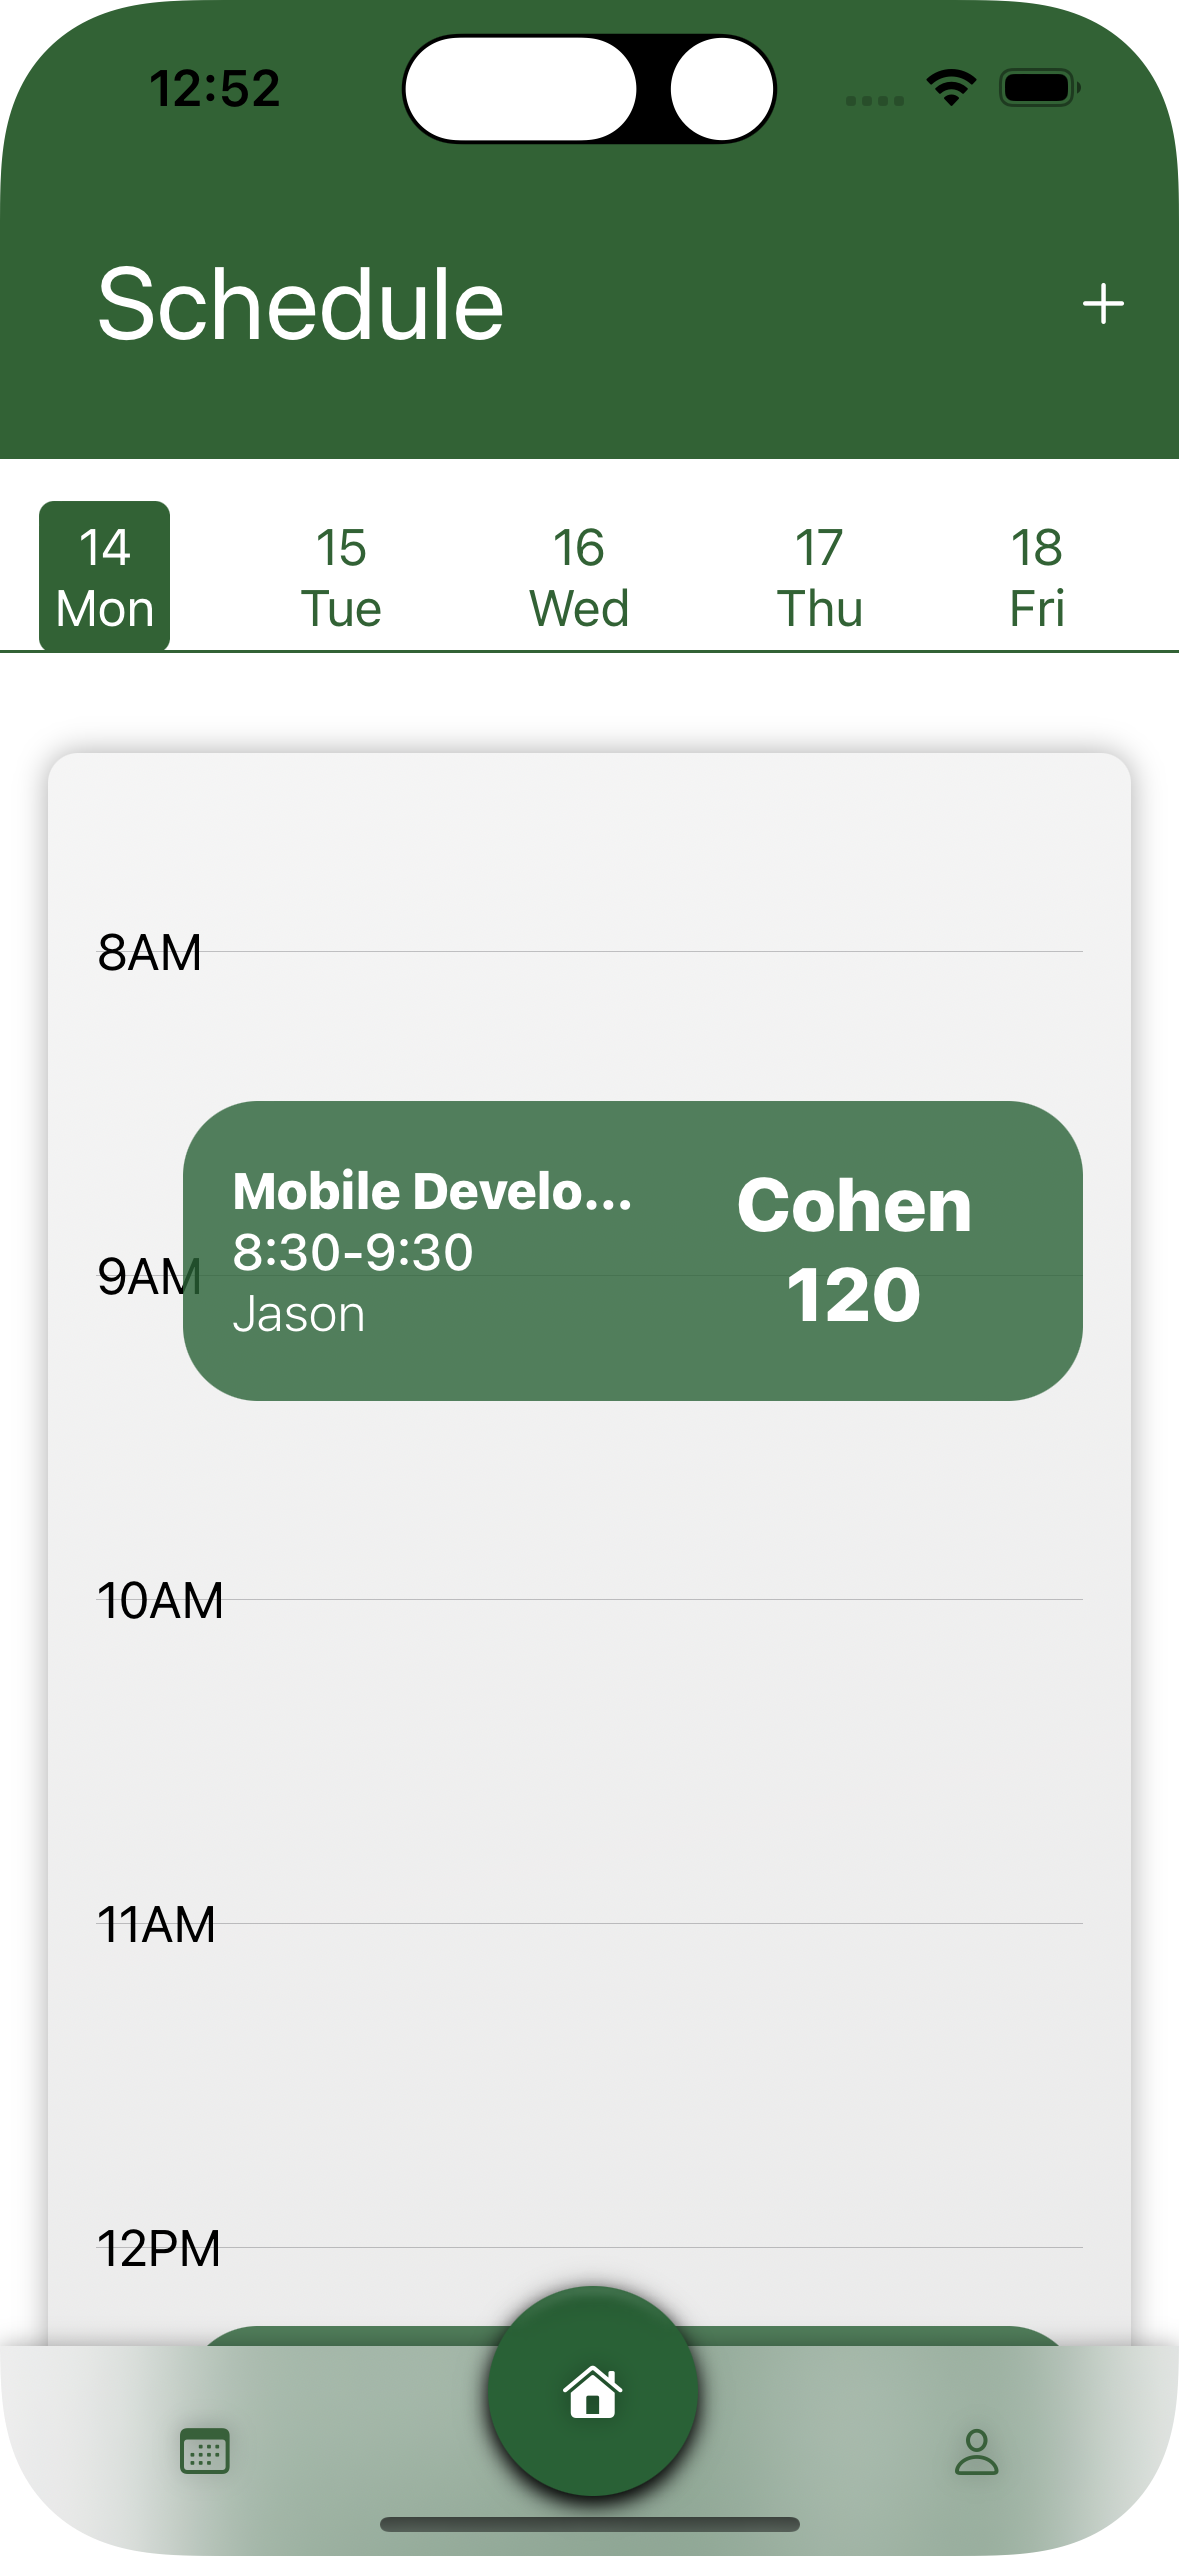 12:52
Schedule
14
Mon
15
Tue
16
Wed
17
Thu
18
Fri
8AM
Mobile Develo...
8:30-9:30
Jason
Cohen
120
9AM
10AM
11AM
12PM